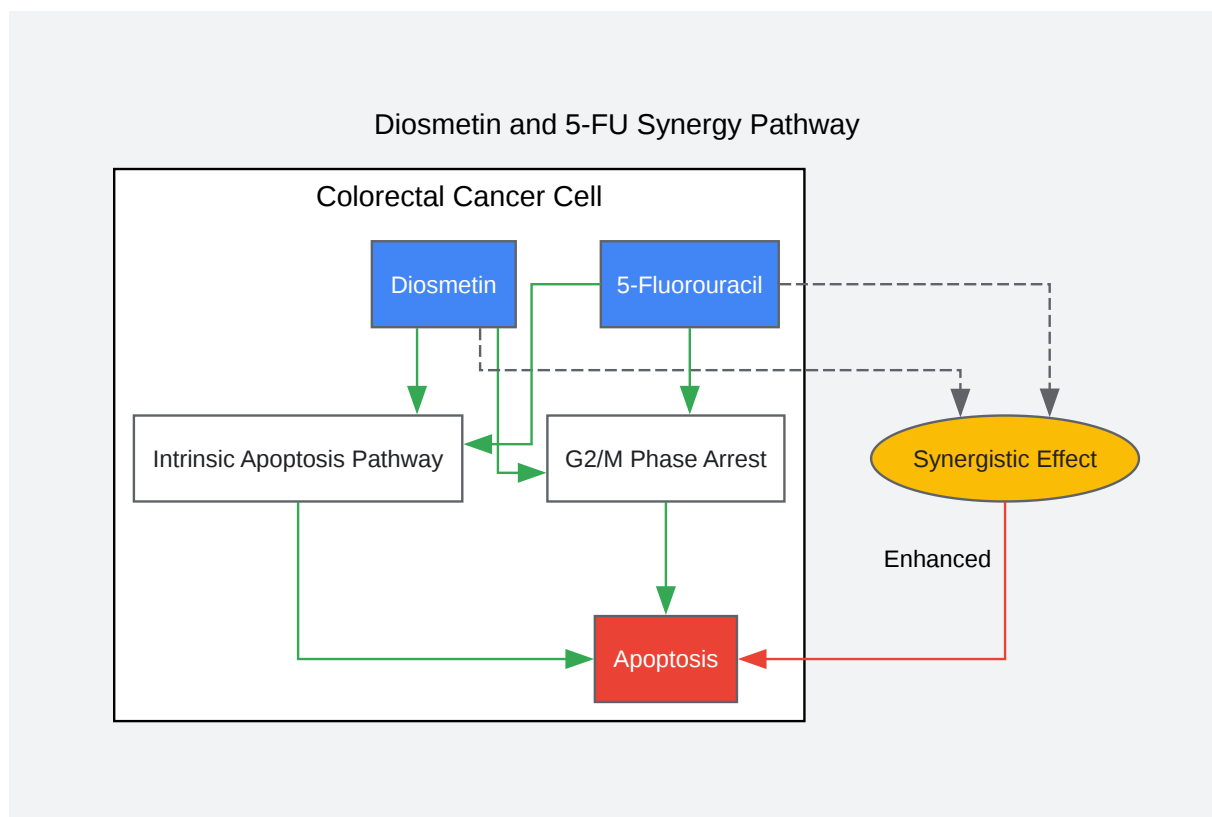 Diosmetin and 5-FU Synergy Pathway
Colorectal Cancer Cell
Diosmetin
5-Fluorouracil
Intrinsic Apoptosis Pathway
G2/M Phase Arrest
Synergistic Effect
Enhanced
Apoptosis